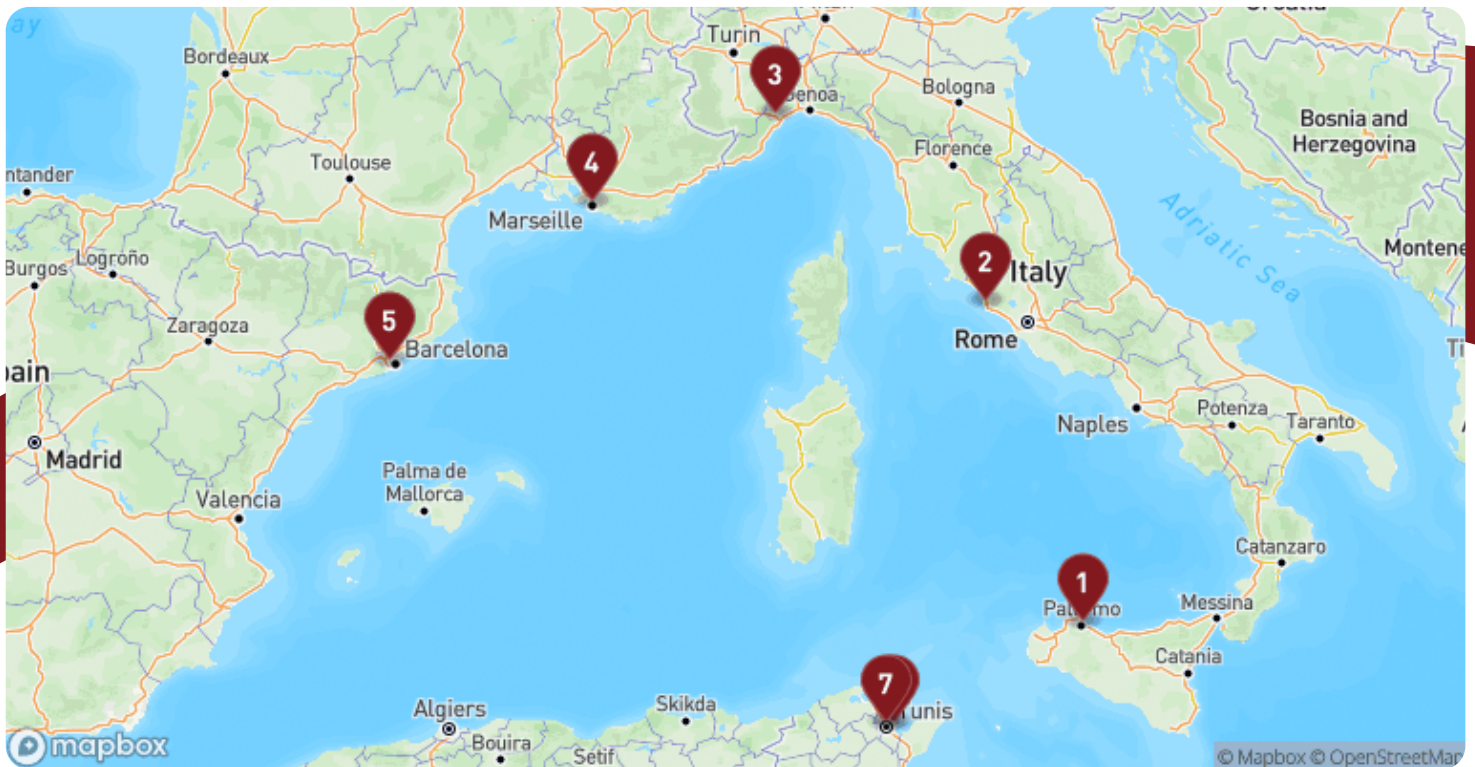 ay
Turin
Bordeaux
3
Genoa
Bologna
Bosnia and
Herzegovina
Florence
4
Toulouse
ntander
Marseille
Adriatic Sea
Montene
Logroño
Burgos
2
Italy
5
Zaragoza
Rome
Barcelona
Ti
pain
Naples
Potenza
Taranto
Madrid
Palma de
Mallorca
Valencia
Catanzaro
1
Palermo
Messina
Catania
7
Tunis
Skikda
Algiers
Bouira
Setif
mapbox
© Mapbox © OpenStreetMap